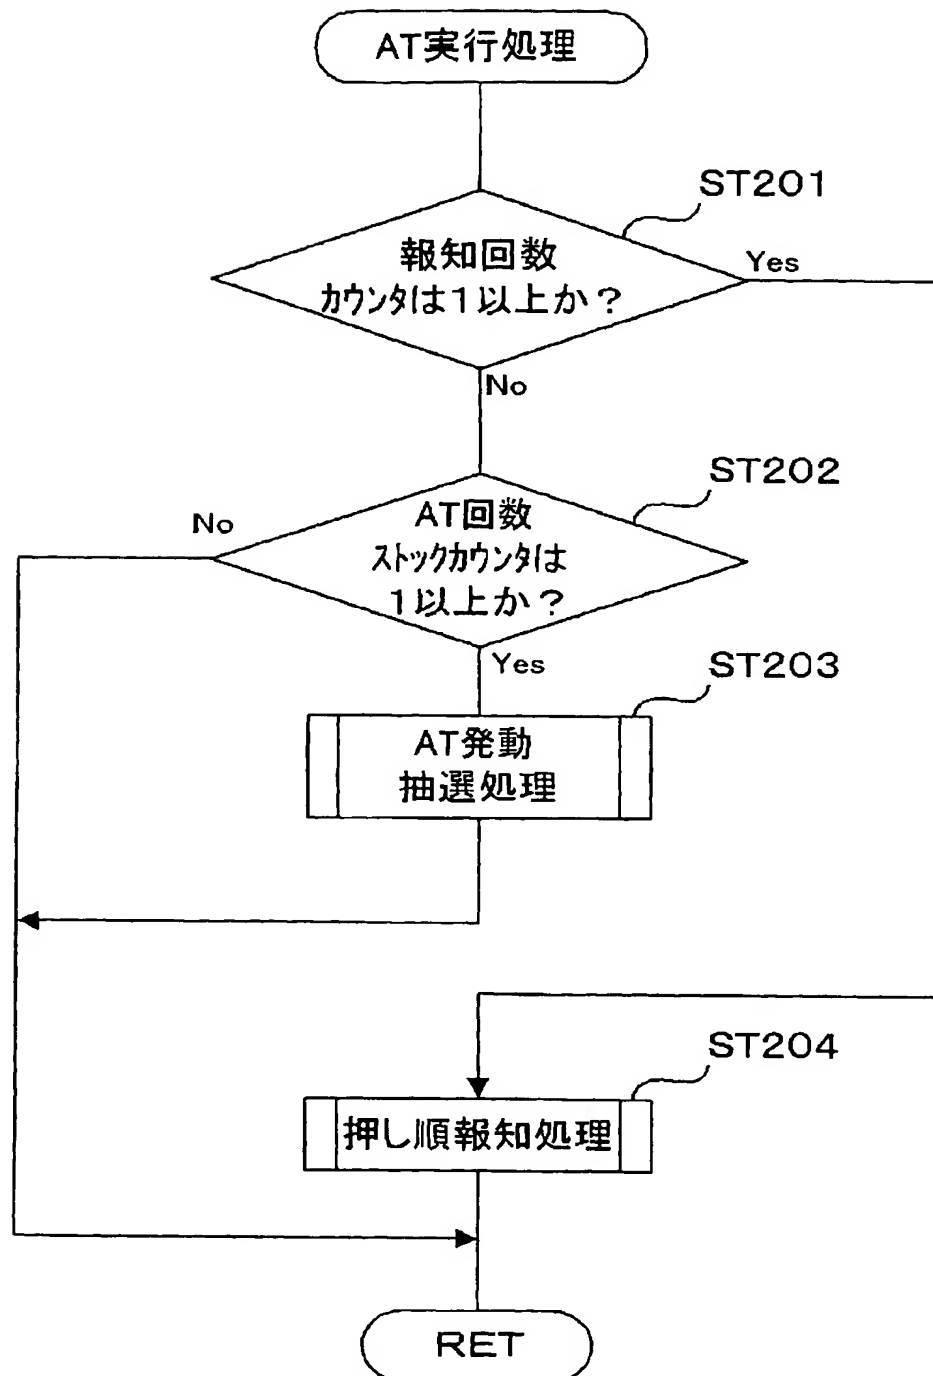 AT実行処理
ST201
報知回数
カウンタは1以上か?
Yes
No
ST202
AT回数
ストックカウンタは
1以上か?
No
Yes
ST203
AT発動
抽選処理
ST204
押し順報知処理
RET